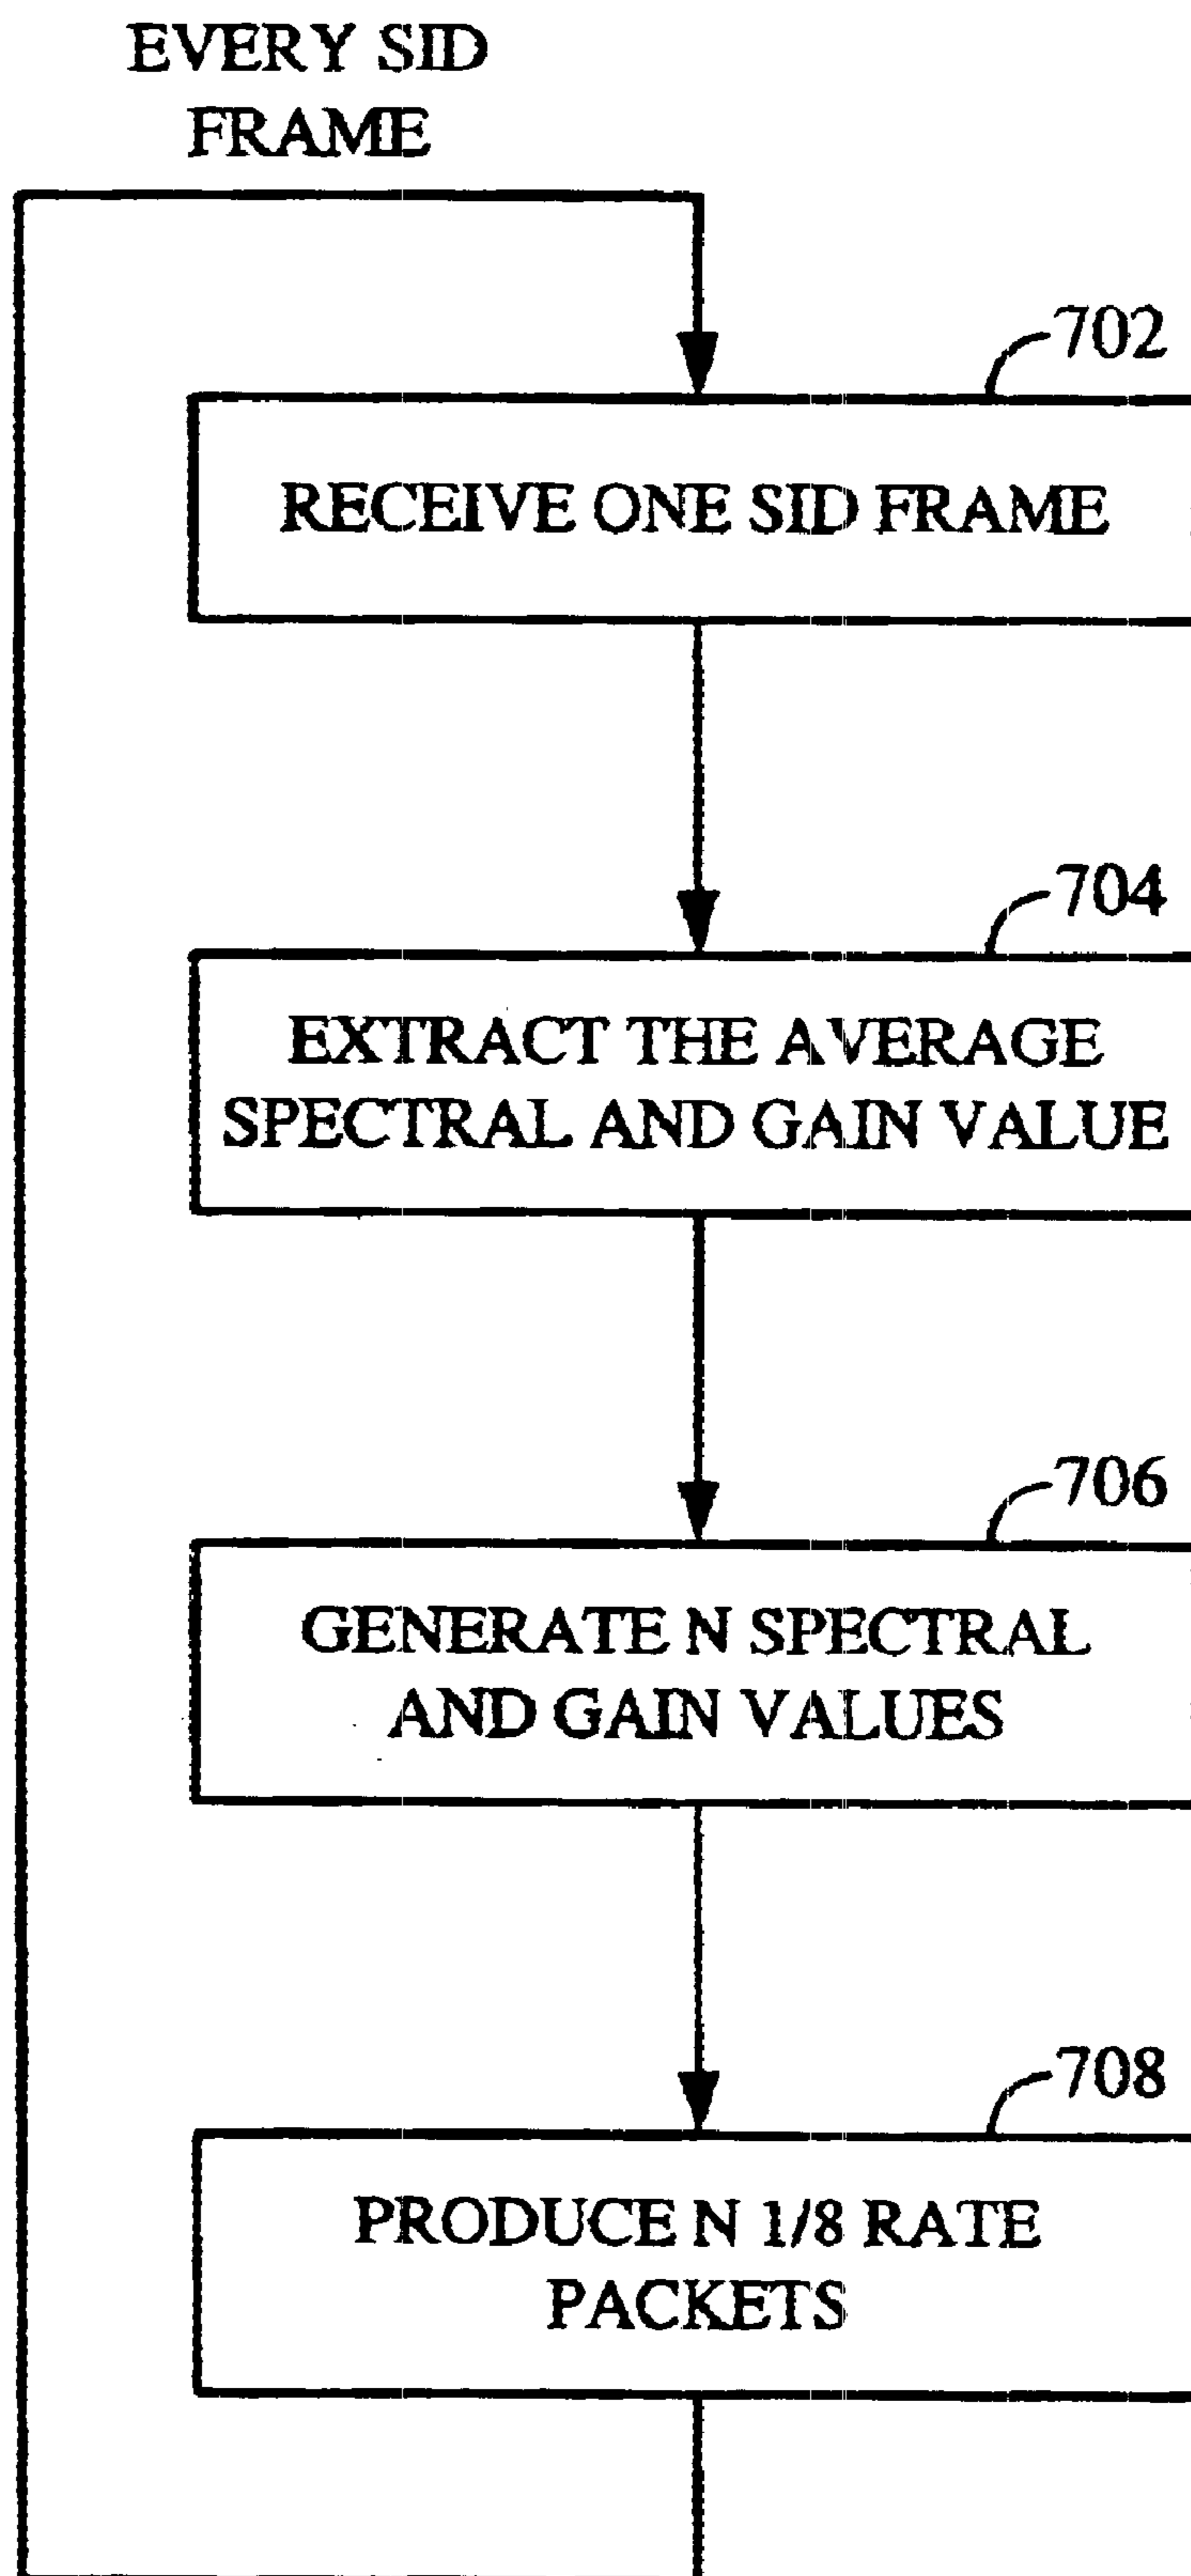 EVERY SID
FRAME
702
RECEIVE ONE SID FRAME
704
EXTRACT THE AVERAGE
SPECTRAL AND GAIN VALUE
706
GENERATE N SPECTRAL
AND GAIN VALUES
708
PRODUCE N 1/8 RATE
PACKETS